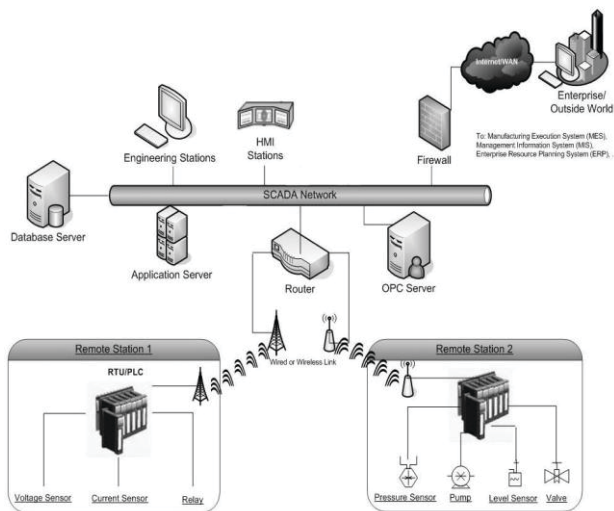 Internet/WAN
Enterprise/
Outside World
To: Manufacturing Execution System (MES),
Management Information System (MIS),
Enterprise Resource Planning System (ERP), .
Engineering Stations
HMI
Stations
Firewall
SCADA Network
Database Server
Application Server
Router
OPC Server
Wired or Wireless Link
Remote Station 1
RTU/PLC
Voltage Sensor
Current Sensor
Relay
Remote Station 2
Pressure Sensor
Pump
Level Sensor
Valve